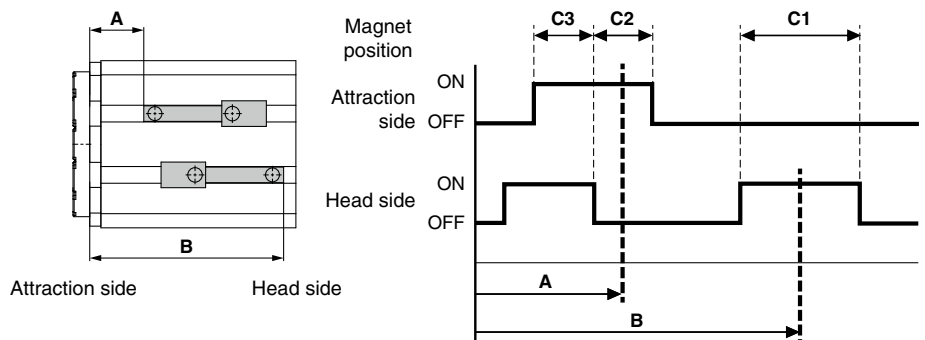 A
B
Attraction side
Head side
Magnet
position
C3
C2
C1
Attraction
side
ON
OFF
Head side
ON
OFF
A
B